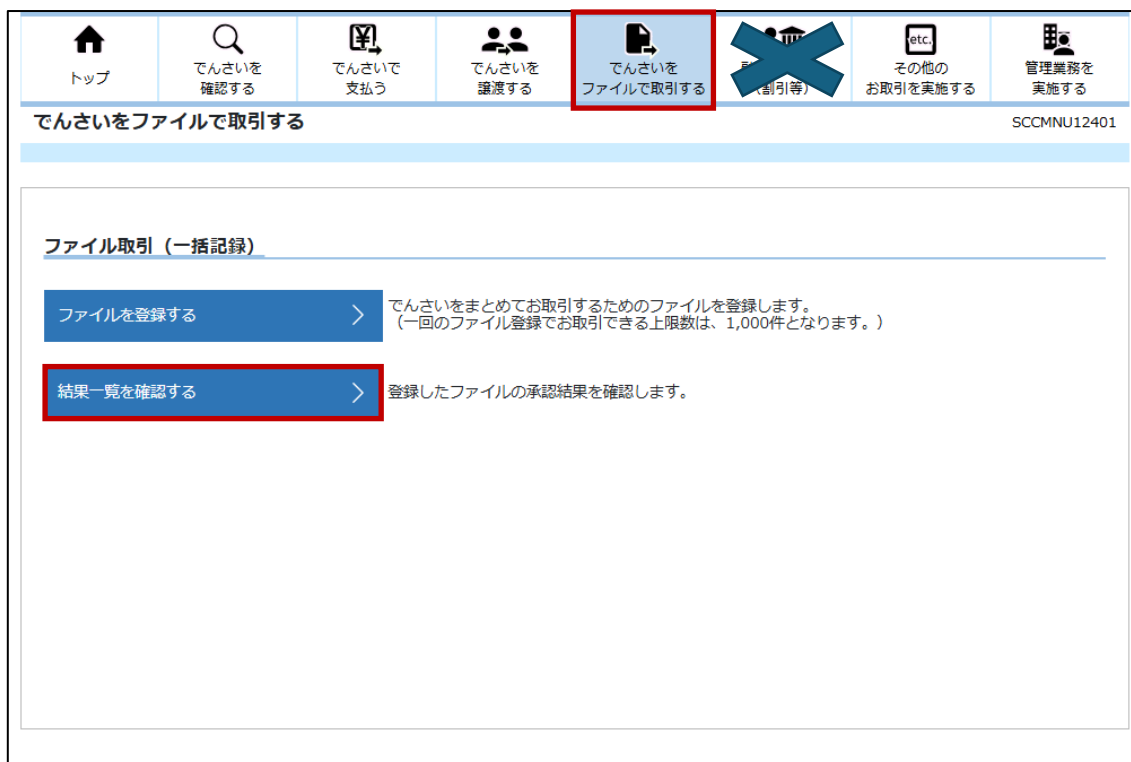 トップ
でんさいを
確認する
でんさいで
支払う
でんさいを
譲渡する
でんさいを
ファイルで取引する
(割引等)
etc.
その他の
お取引を実施する
管理業務を
実施する
でんさいをファイルで取引する
SCCMNU12401
ファイル取引(一括記録)
ファイルを登録する
でんさいをまとめてお取引するためのファイルを登録します。
(一回のファイル登録でお取引できる上限数は、1,000件となります。)
結果一覧を確認する
登録したファイルの承認結果を確認します。